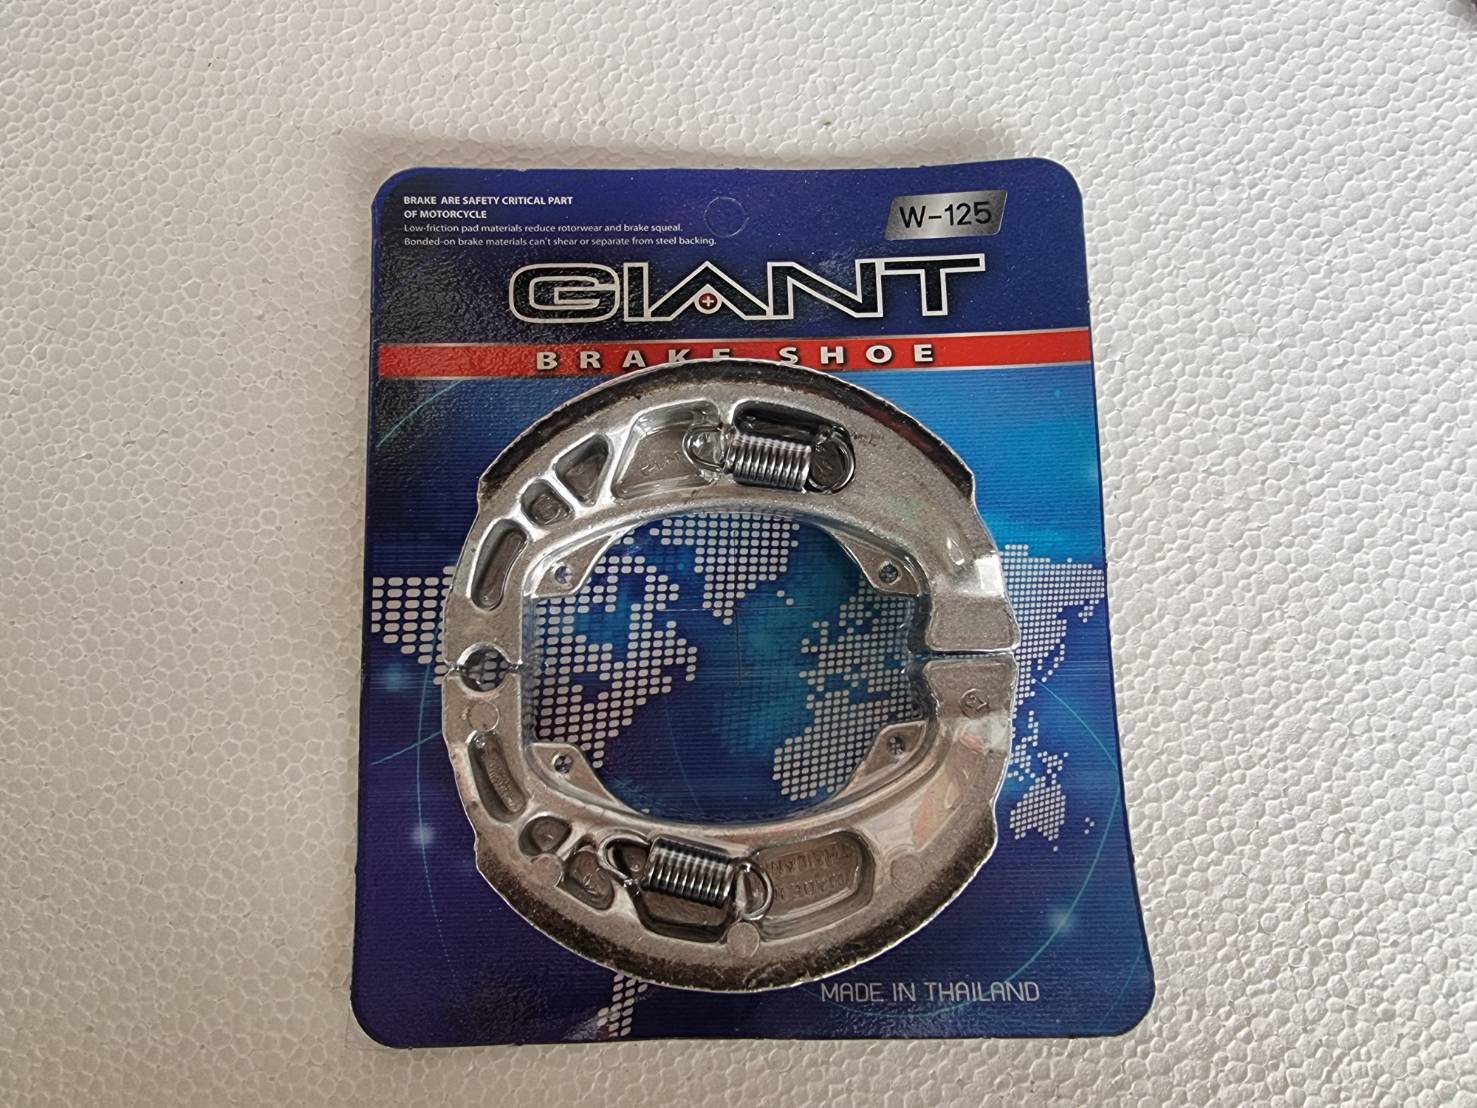 BRAKE ARE SAFETY CRITICAL PART
OF MOTORCYCLE
Low-friction pad materials reduce rotorwear and brake squeal.
Bonded-on brake materials can't shear or separate from steel backing.
W-125
GIANT
BRAKE SHOE
MADE IN THAILAND